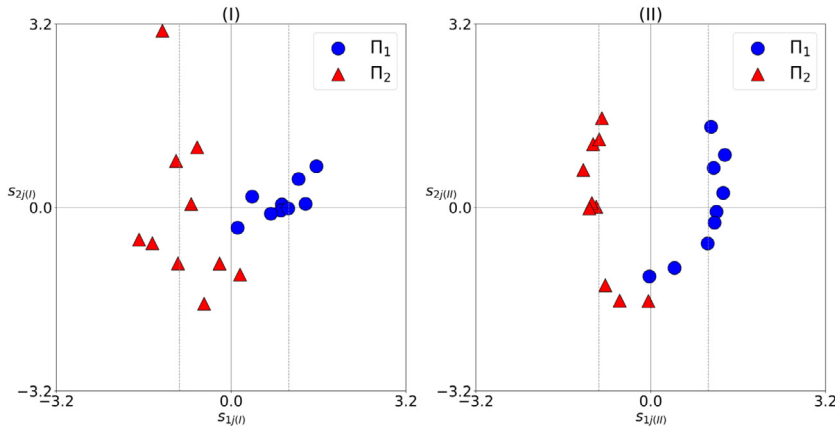 (I)
3.2
Π1
Π2
s2j(I)
0.0
−3.2
−3.2
0.0
3.2
s1j(I)
(II)
3.2
Π1
Π2
s2j(II)
0.0
−3.2
−3.2
0.0
3.2
s1j(II)